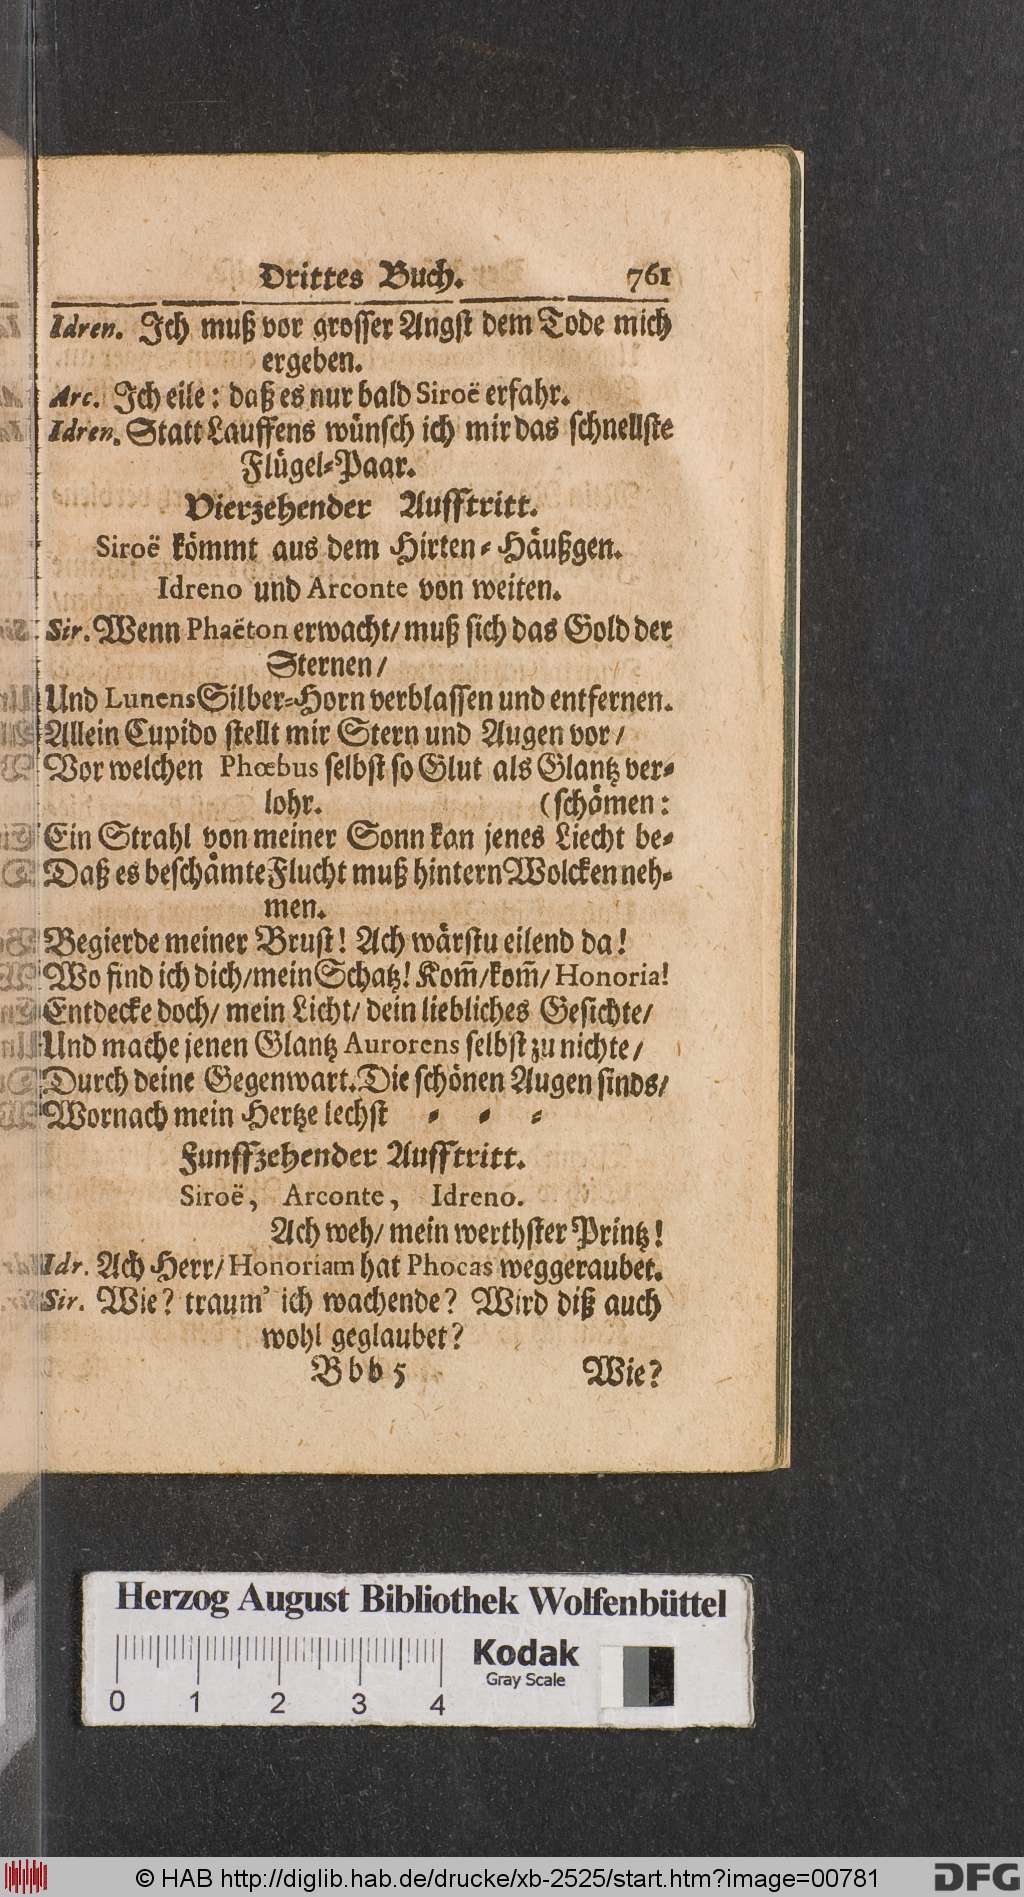 Drittes Buch. 761
Idren. Ich muß vor grosser Angst dem Tode mich
ergeben.
Arc. Ich eile: daß es nur bald Siroë erfahr.
Idren. Statt Lauffens wünsch ich mir das schnellste
Flügel-Paar.
Vierzehender Aufftritt.
Siroë kömmt aus dem Hirten-Häußgen.
Idreno und Arconte von weiten.
Sir. Wenn Phaëton erwacht/ muß sich das Gold der
Sternen/
Und Lunens Silber-Horn verblassen und entfernen.
Allein Cupido stellt mir Stern und Augen vor/
Vor welchen Phœbus selbst so Glut als Glantz ver-
lohr. (schämen:
Ein Strahl von meiner Sonn kan jenes Liecht be-
Daß es beschämte Flucht muß hintern Wolcken neh-
men.
Begierde meiner Brust! Ach wärstu eilend da!
Wo find ich dich/ mein Schatz! Kom̃/ kom̃/ Honoria!
Entdecke doch/ mein Licht/ dein liebliches Gesichte/
Und mache jenen Glantz Aurorens selbst zu nichte/
Durch deine Gegenwart. Die schönen Augen sinds/
Wornach mein Hertze lechst - - -
Funffzehender Aufftritt.
Siroë, Arconte, Idreno.
Ach weh/ mein werthster Printz!
Idr. Ach Herr/ Honoriam hat Phocas weggeraubet.
Sir. Wie? traum' ich wachende? Wird diß auch
wohl geglaubet?
Bbb 5 Wie?
Herzog August Bibliothek Wolfenbüttel
Kodak
Gray Scale
0 1 2 3 4
© HAB http://diglib.hab.de/drucke/xb-2525/start.htm?image=00781
DFG